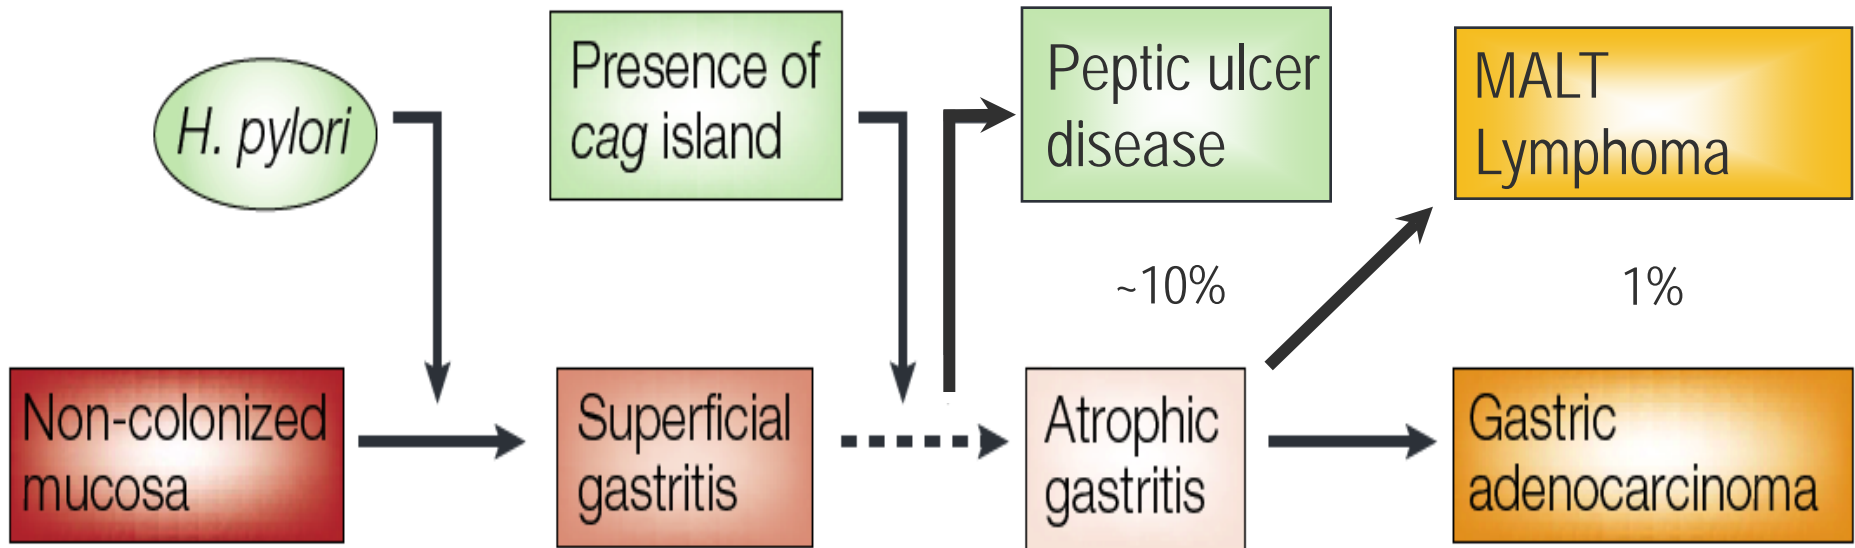 H. pylori
Presence of
cag island
Peptic ulcer
disease
MALT
Lymphoma
~10%
1%
Non-colonized
mucosa
Superficial
gastritis
Atrophic
gastritis
Gastric
adenocarcinoma